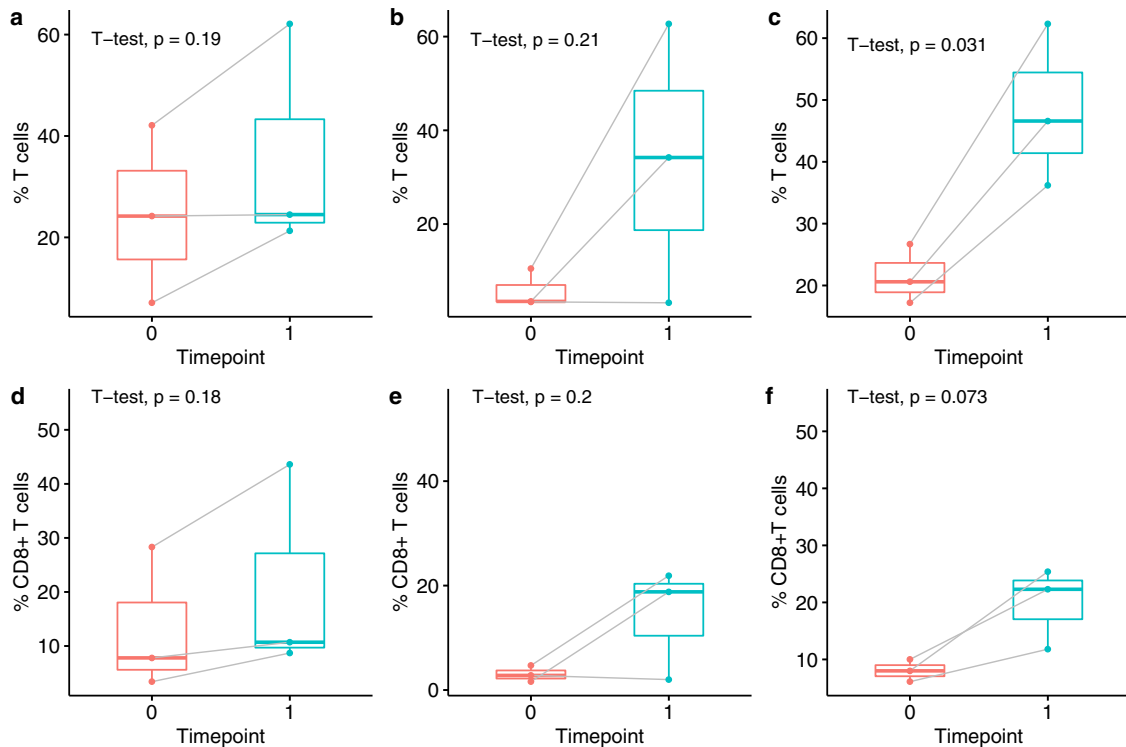 a
T−test, p = 0.19
% T cells
60
40
20
0 1
Timepoint
b
T−test, p = 0.21
% T cells
60
40
20
0 1
Timepoint
c
T−test, p = 0.031
% T cells
60
50
40
30
20
0 1
Timepoint
d
T−test, p = 0.18
% CD8+ T cells
50
40
30
20
10
0 1
Timepoint
e
T−test, p = 0.2
% CD8+ T cells
40
20
0
0 1
Timepoint
f
T−test, p = 0.073
% CD8+T cells
50
40
30
20
10
0 1
Timepoint